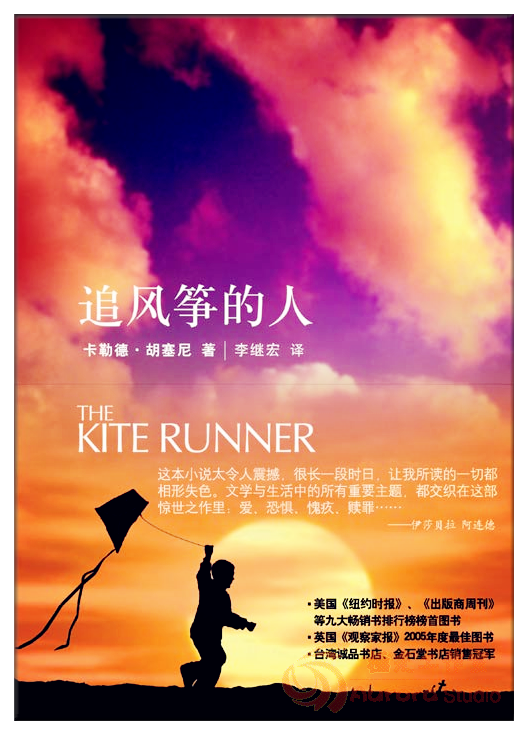 追风筝的人
卡勒德·胡塞尼 著│李继宏 译
THE
KITE RUNNER
这本小说太令人震撼，很长一段时日，让我所读的一切都
相形失色。文学与生活中的所有重要主题，都交织在这部
惊世之作里：爱、恐惧、愧疚、赎罪……
——伊莎贝拉 阿连德
·美国《纽约时报》、《出版商周刊》
等九大畅销书排行榜榜首图书
·英国《观察家报》2005年度最佳图书
·台湾诚品书店、金石堂书店销售冠军
Studio